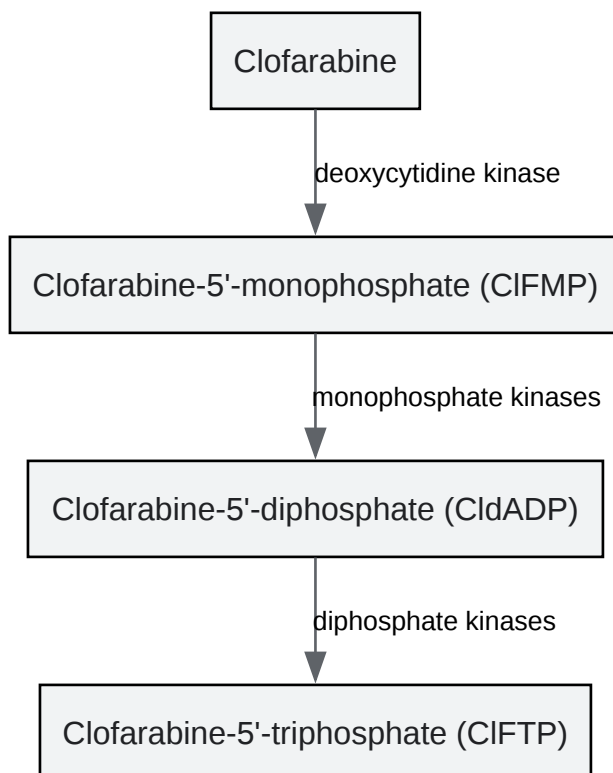 Clofarabine
deoxycytidine kinase
Clofarabine-5'-monophosphate (ClFMP)
monophosphate kinases
Clofarabine-5'-diphosphate (CldADP)
diphosphate kinases
Clofarabine-5'-triphosphate (ClFTP)